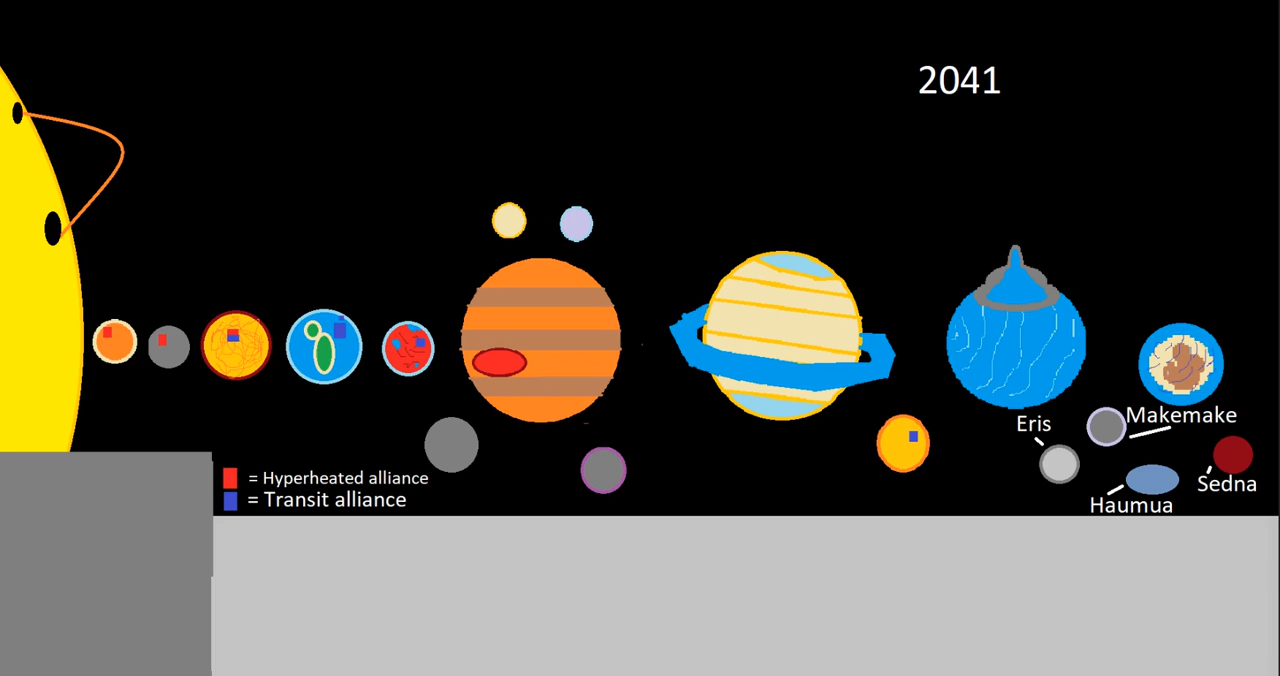 2041
Makemake
Eris
= Hyperheated alliance
Sedna
= Transit alliance
Haumua